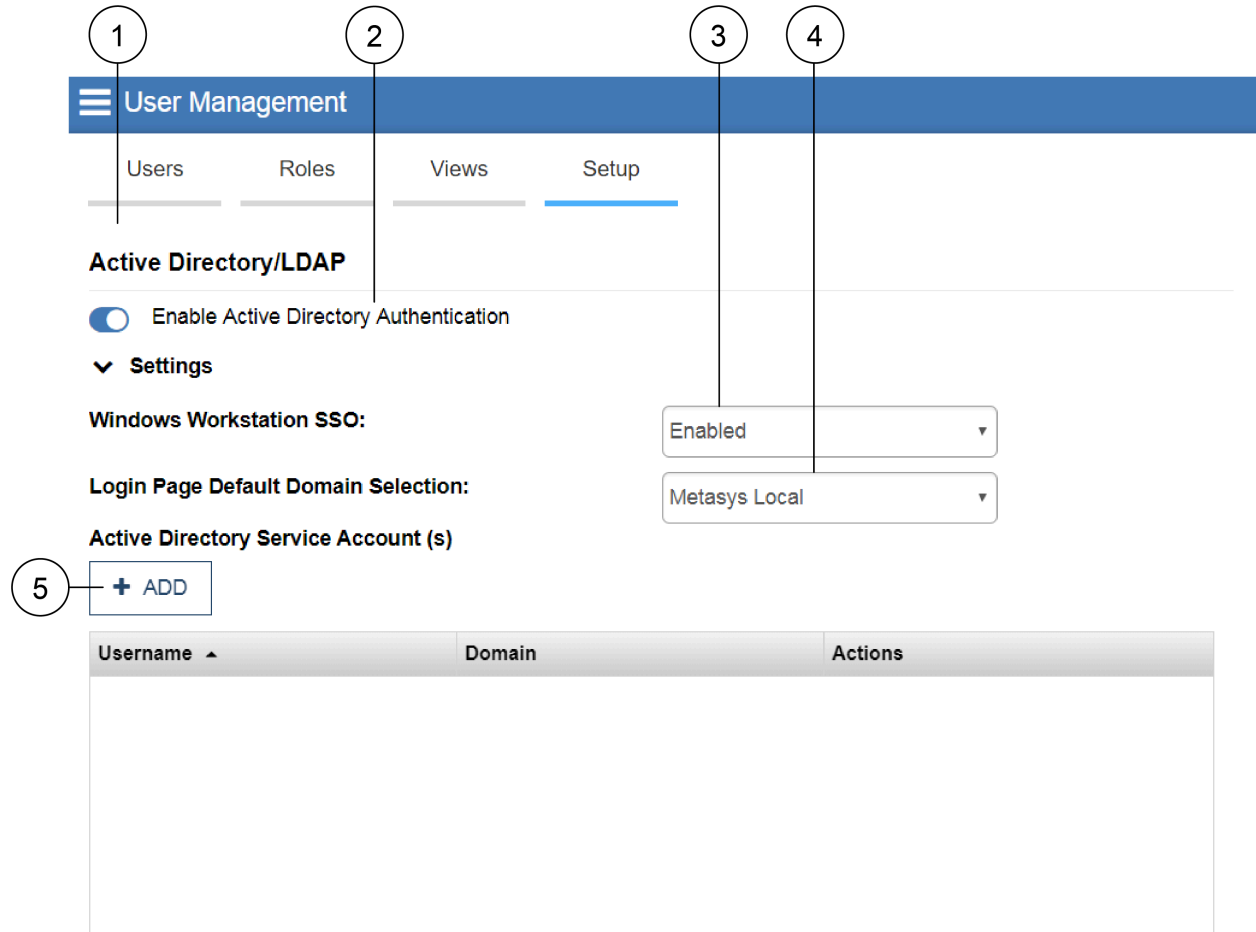 1 2 3 4
User Management
Users Roles Views Setup
Active Directory/LDAP
Enable Active Directory Authentication
Settings
Windows Workstation SSO: Enabled
Login Page Default Domain Selection: Metasys Local
Active Directory Service Account (s)
5 + ADD
Username Domain Actions